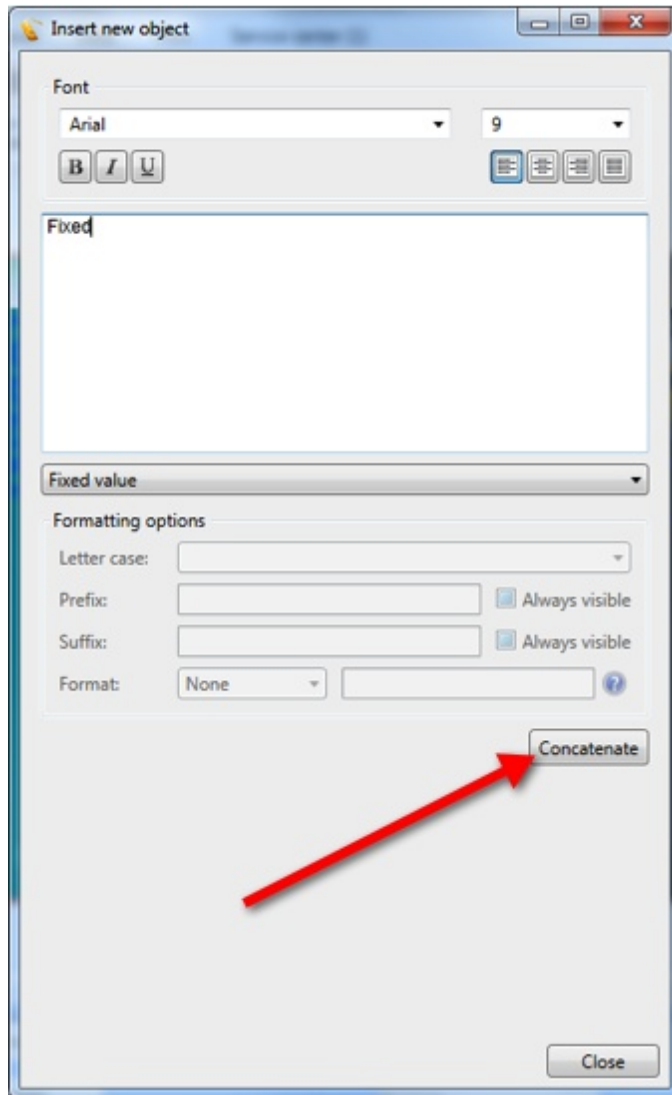 Insert new object
Font
Arial 9
B I U
Fixed
Fixed value
Formatting options
Letter case:
Prefix: Always visible
Suffix: Always visible
Format: None ?
Concatenate
Close